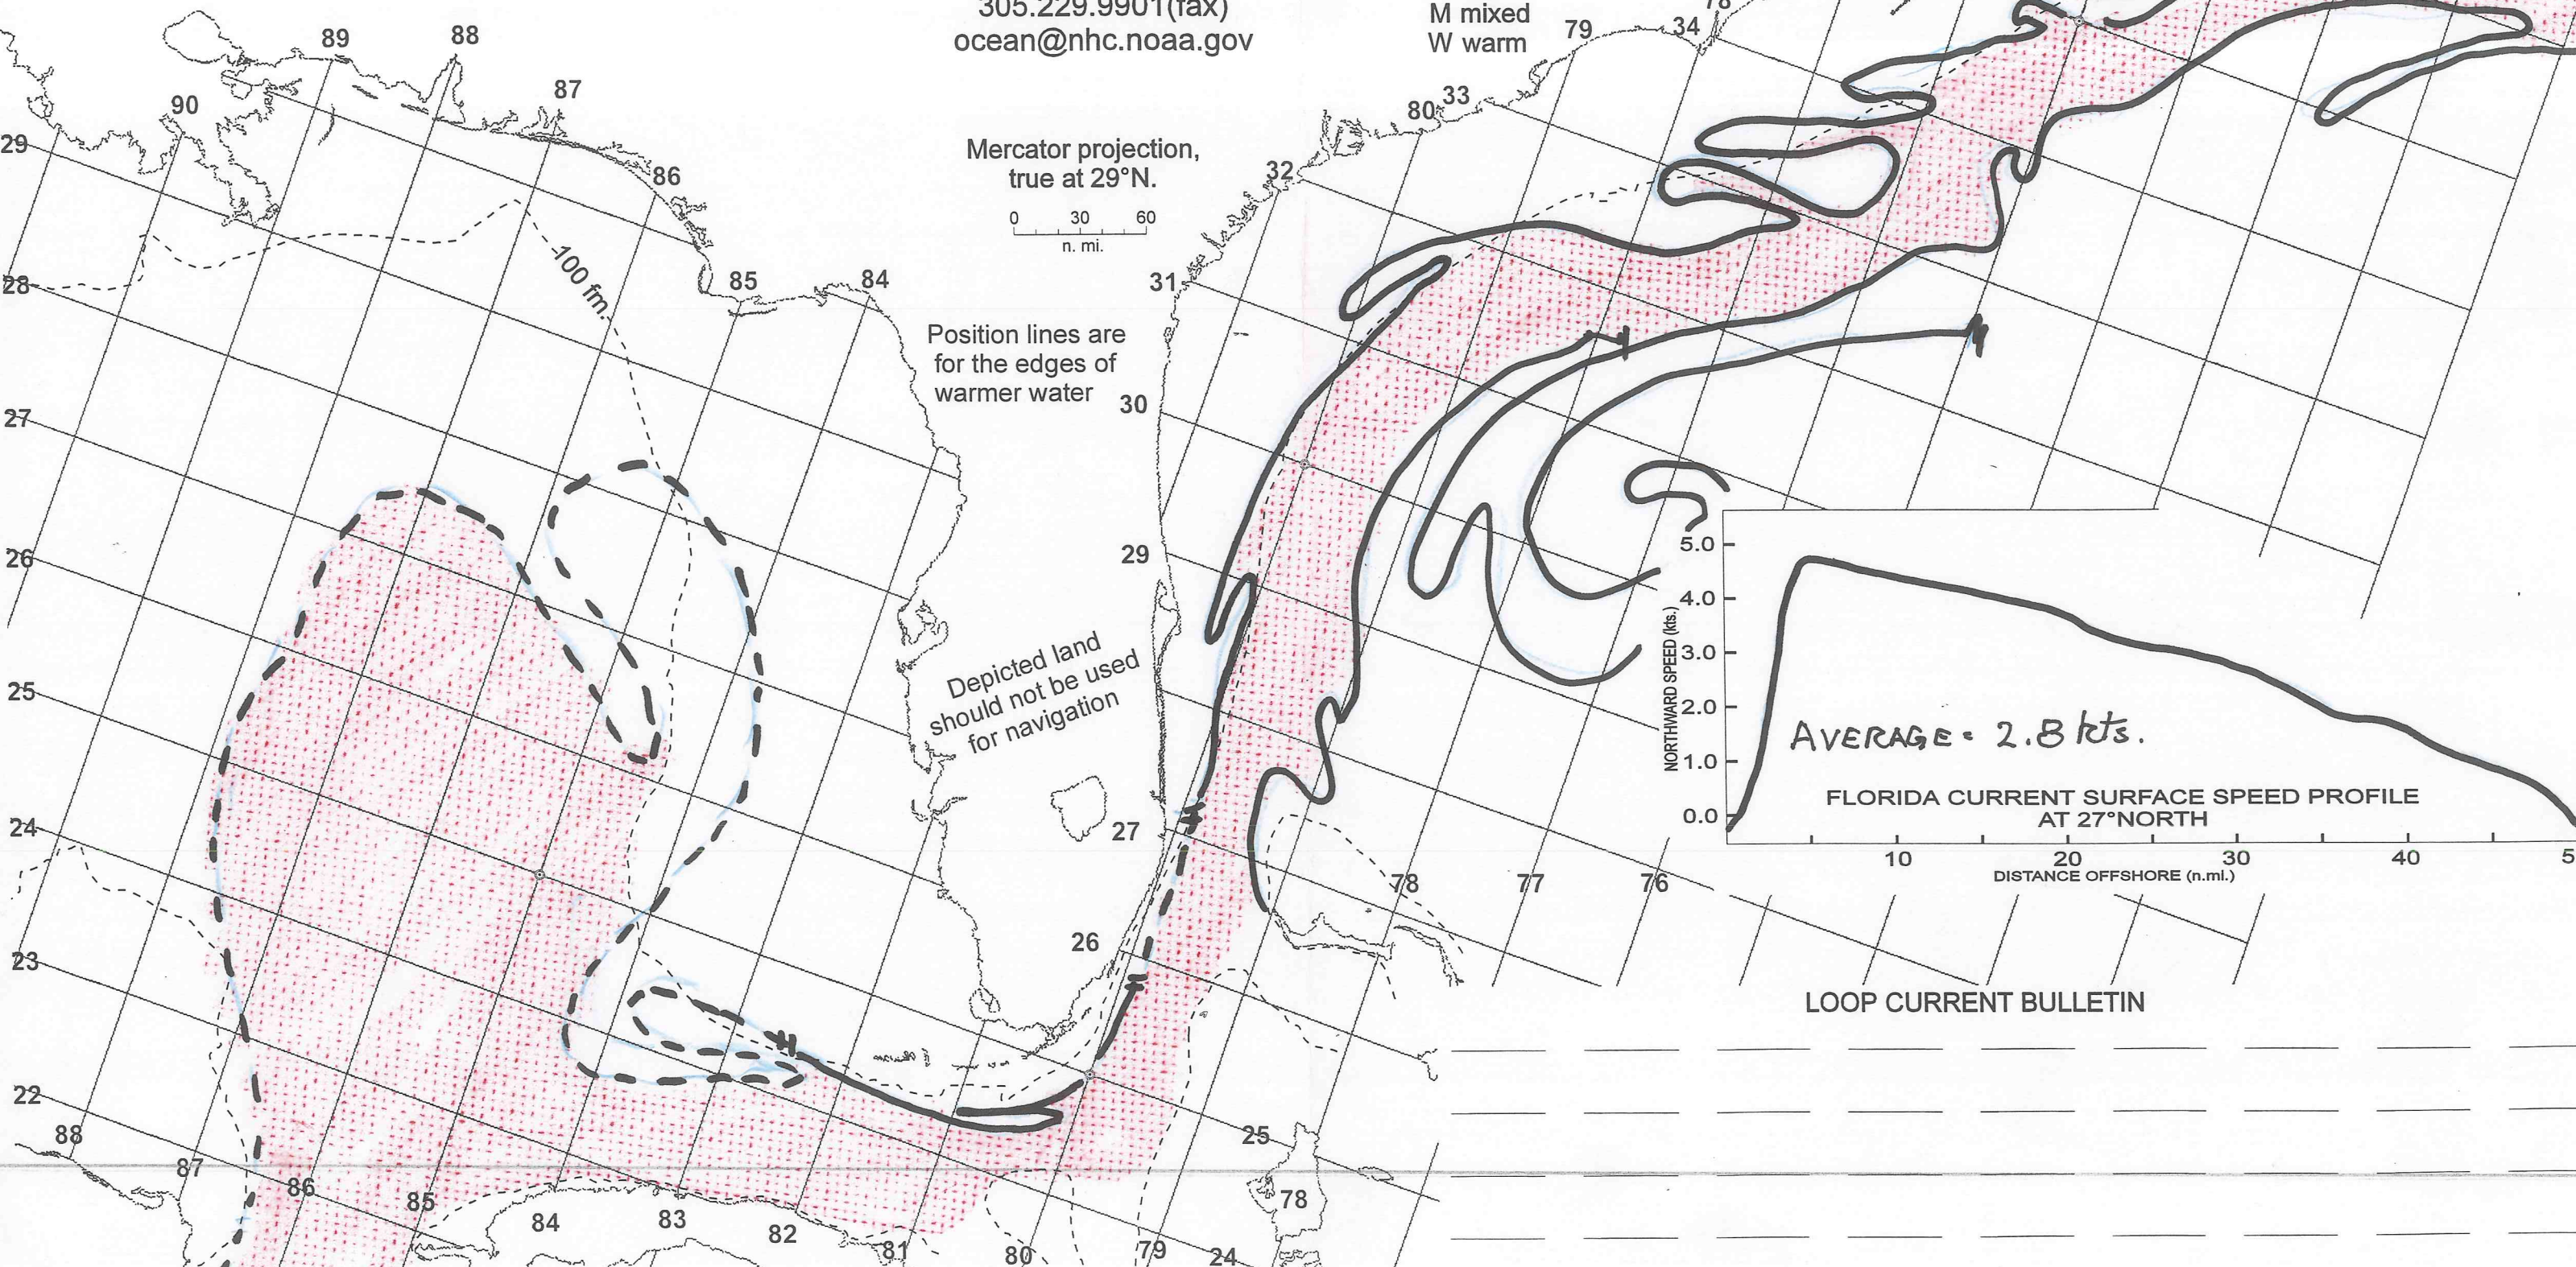 305.229.9901(fax)
ocean@nhc.noaa.gov
M mixed
W warm
78
34
79
33
80
32
31
30
29
27
26
89
88
87
90
86
85
84
29
28
27
26
25
24
23
22
100 fm.
Mercator projection,
true at 29°N.
0 30 60
n. mi.
Position lines are
for the edges of
warmer water
Depicted land
should not be used
for navigation
5.0
4.0
3.0
2.0
1.0
0.0
NORTHWARD SPEED (kts.)
AVERAGE = 2.8 kts.
FLORIDA CURRENT SURFACE SPEED PROFILE
AT 27°NORTH
10 20 30 40 5
DISTANCE OFFSHORE (n.mi.)
78 77 76
LOOP CURRENT BULLETIN
88
87
86
85
84
83
82
81
80
79
24
25
78